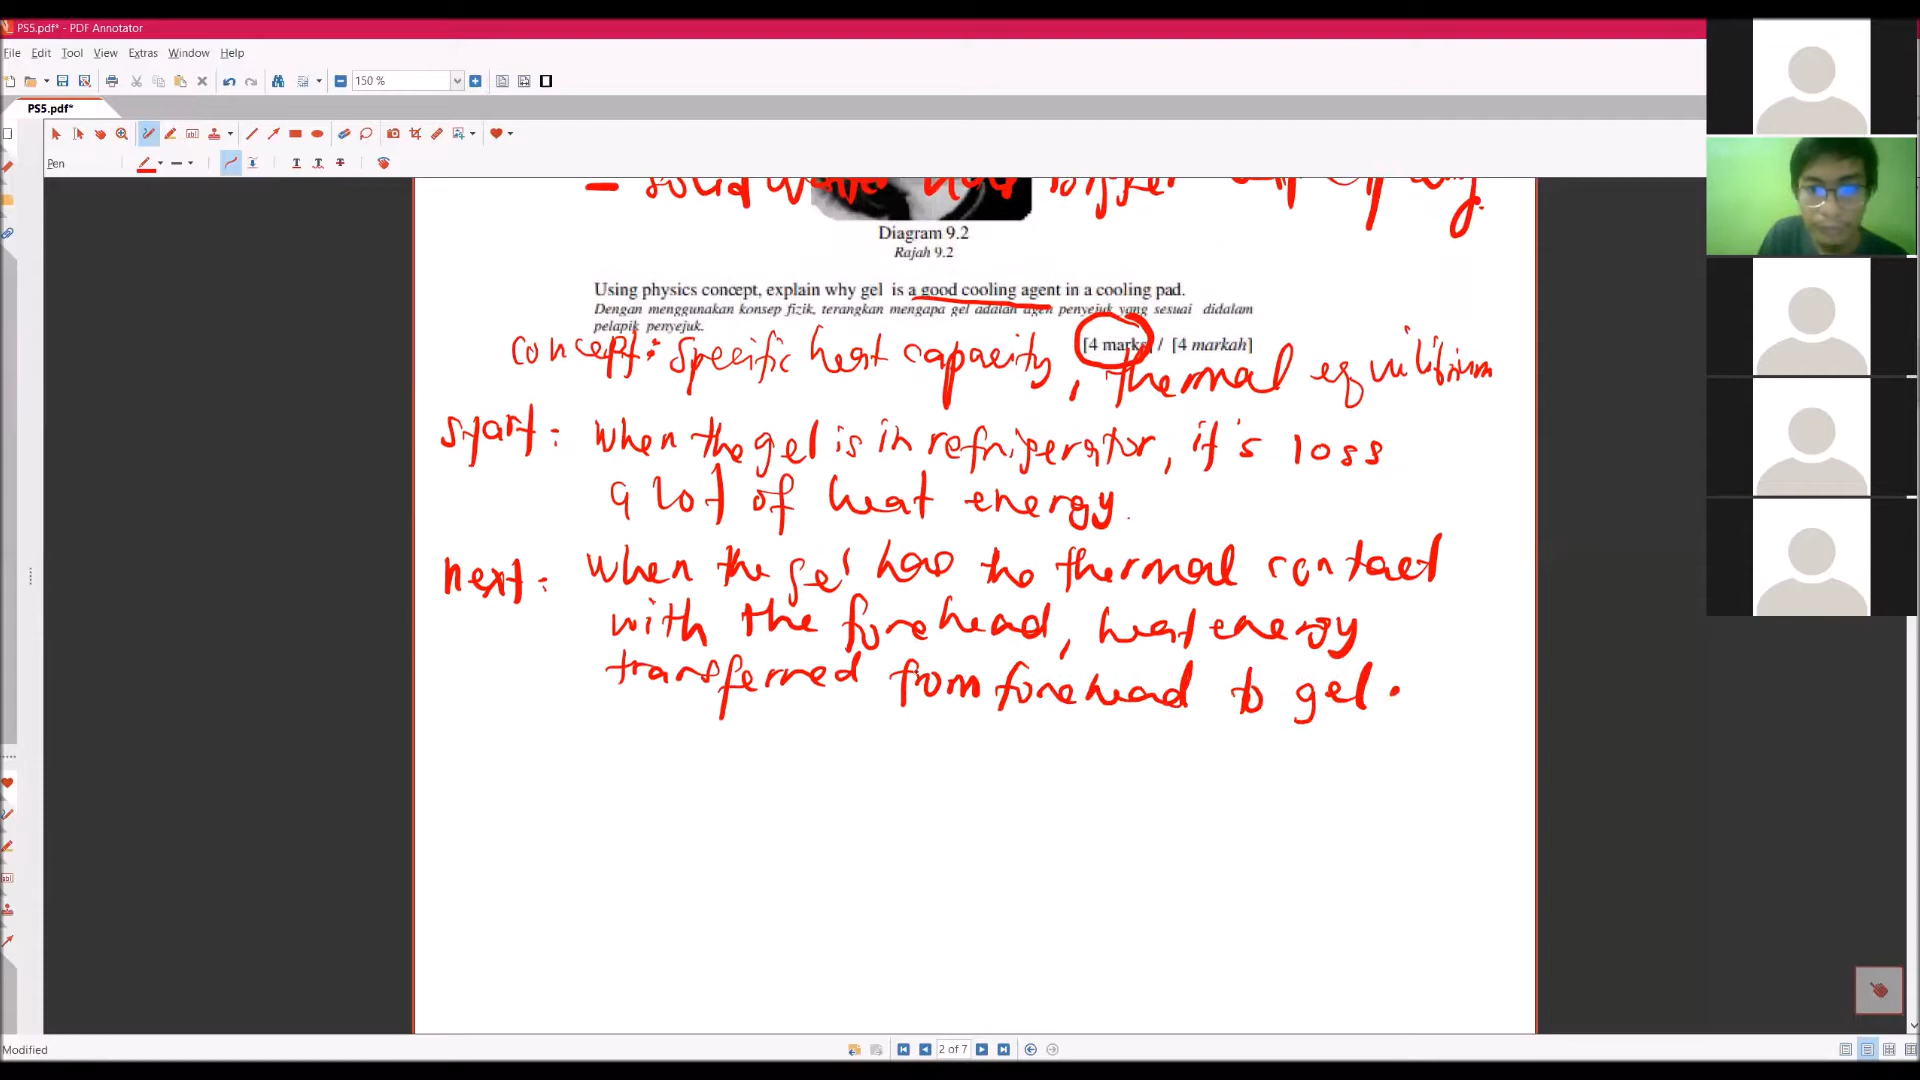 PS5.pdf* - PDF Annotator
File Edit Tool View Extras Window Help
150 %
PS5.pdf*
Pen
- solid water has bigger
Diagram 9.2
Rajah 9.2
Using physics concept, explain why gel is a good cooling agent in a cooling pad.
Dengan menggunakan konsep fizik, terangkan mengapa gel adalah agen penyejuk yang sesuai didalam
pelapik penyejuk.
[4 marks] / [4 markah]
concept: specific heat capacity, thermal equilibrium
start: when the gel is in refrigerator, it's loss
a lot of heat energy.
next: when the gel has the thermal contact
with the forehead, heat energy
transferred from forehead to gel.
Modified
2 of 7